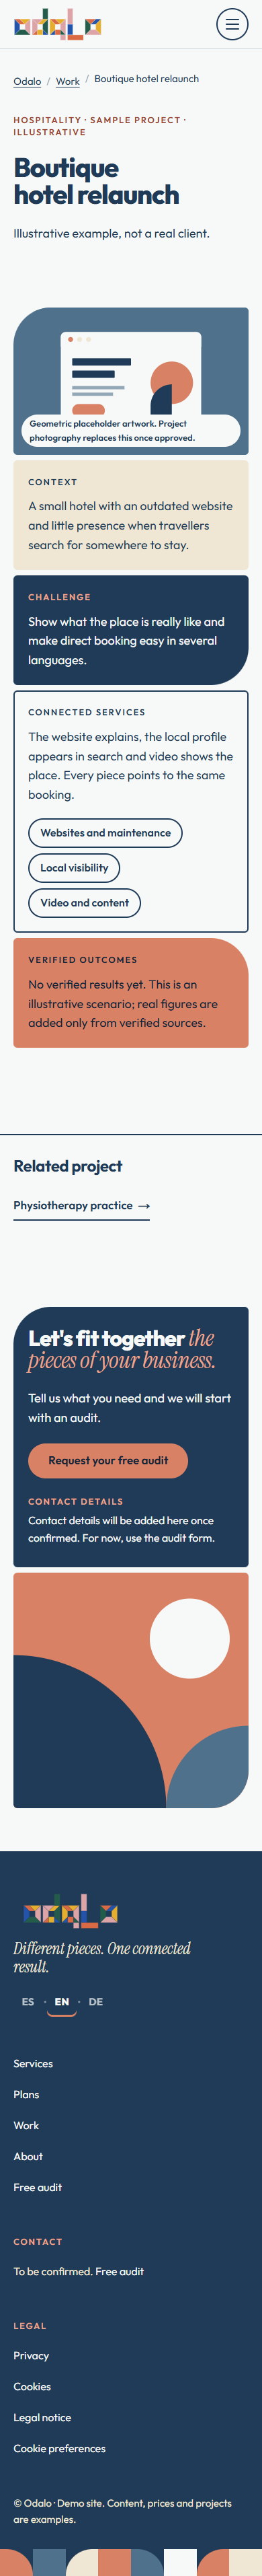 odaLo
Odalo / Work / Boutique hotel relaunch
HOSPITALITY · SAMPLE PROJECT ·
ILLUSTRATIVE
Boutique
hotel relaunch
Illustrative example, not a real client.
Geometric placeholder artwork. Project
photography replaces this once approved.
CONTEXT
A small hotel with an outdated website
and little presence when travellers
search for somewhere to stay.
CHALLENGE
Show what the place is really like and
make direct booking easy in several
languages.
CONNECTED SERVICES
The website explains, the local profile
appears in search and video shows the
place. Every piece points to the same
booking.
Websites and maintenance
Local visibility
Video and content
VERIFIED OUTCOMES
No verified results yet. This is an
illustrative scenario; real figures are
added only from verified sources.
Related project
Physiotherapy practice →
Let's fit together the
pieces of your business.
Tell us what you need and we will start
with an audit.
Request your free audit
CONTACT DETAILS
Contact details will be added here once
confirmed. For now, use the audit form.
odaLo
Different pieces. One connected
result.
ES · EN · DE
Services
Plans
Work
About
Free audit
CONTACT
To be confirmed. Free audit
LEGAL
Privacy
Cookies
Legal notice
Cookie preferences
© Odalo · Demo site. Content, prices and projects
are examples.